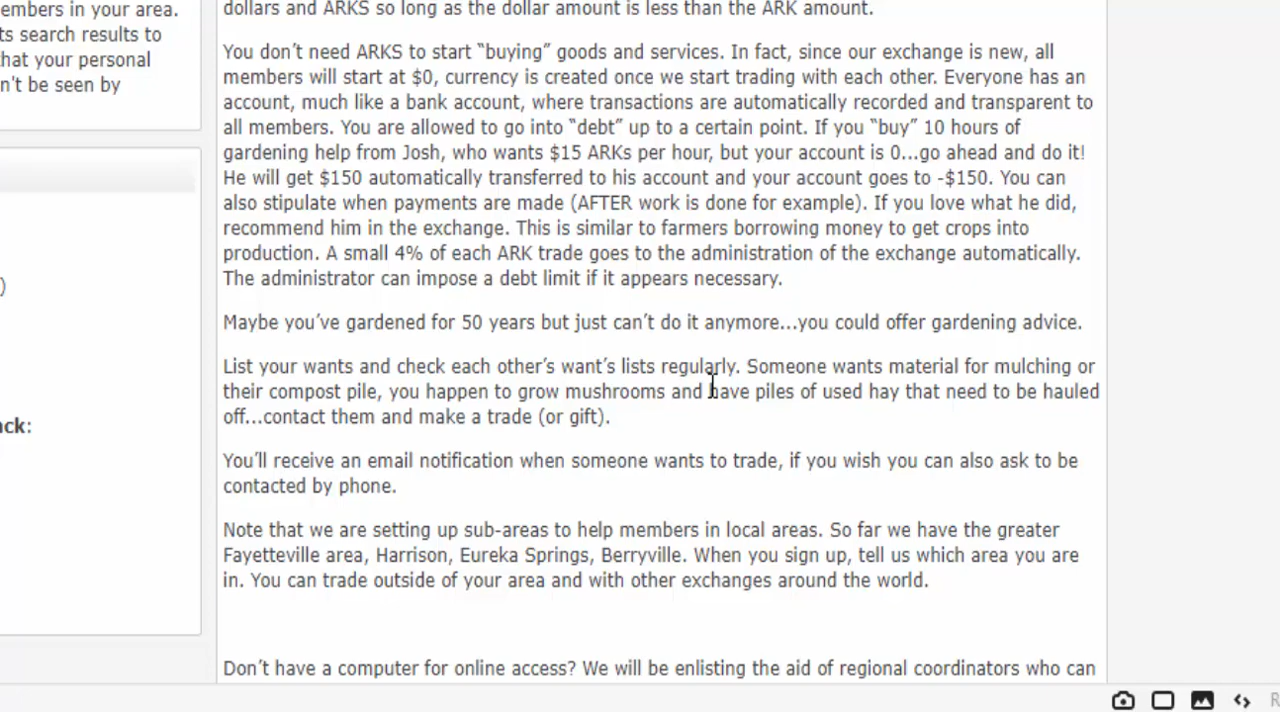 embers in your area.
ts search results to
hat your personal
n't be seen by
)
ck:
dollars and ARKS so long as the dollar amount is less than the ARK amount.
You don’t need ARKS to start “buying” goods and services. In fact, since our exchange is new, all
members will start at $0, currency is created once we start trading with each other. Everyone has an
account, much like a bank account, where transactions are automatically recorded and transparent to
all members. You are allowed to go into “debt” up to a certain point. If you “buy” 10 hours of
gardening help from Josh, who wants $15 ARKs per hour, but your account is 0...go ahead and do it!
He will get $150 automatically transferred to his account and your account goes to -$150. You can
also stipulate when payments are made (AFTER work is done for example). If you love what he did,
recommend him in the exchange. This is similar to farmers borrowing money to get crops into
production. A small 4% of each ARK trade goes to the administration of the exchange automatically.
The administrator can impose a debt limit if it appears necessary.
Maybe you’ve gardened for 50 years but just can’t do it anymore...you could offer gardening advice.
List your wants and check each other’s want’s lists regularly. Someone wants material for mulching or
their compost pile, you happen to grow mushrooms and have piles of used hay that need to be hauled
off...contact them and make a trade (or gift).
You’ll receive an email notification when someone wants to trade, if you wish you can also ask to be
contacted by phone.
Note that we are setting up sub-areas to help members in local areas. So far we have the greater
Fayetteville area, Harrison, Eureka Springs, Berryville. When you sign up, tell us which area you are
in. You can trade outside of your area and with other exchanges around the world.
Don’t have a computer for online access? We will be enlisting the aid of regional coordinators who can
R